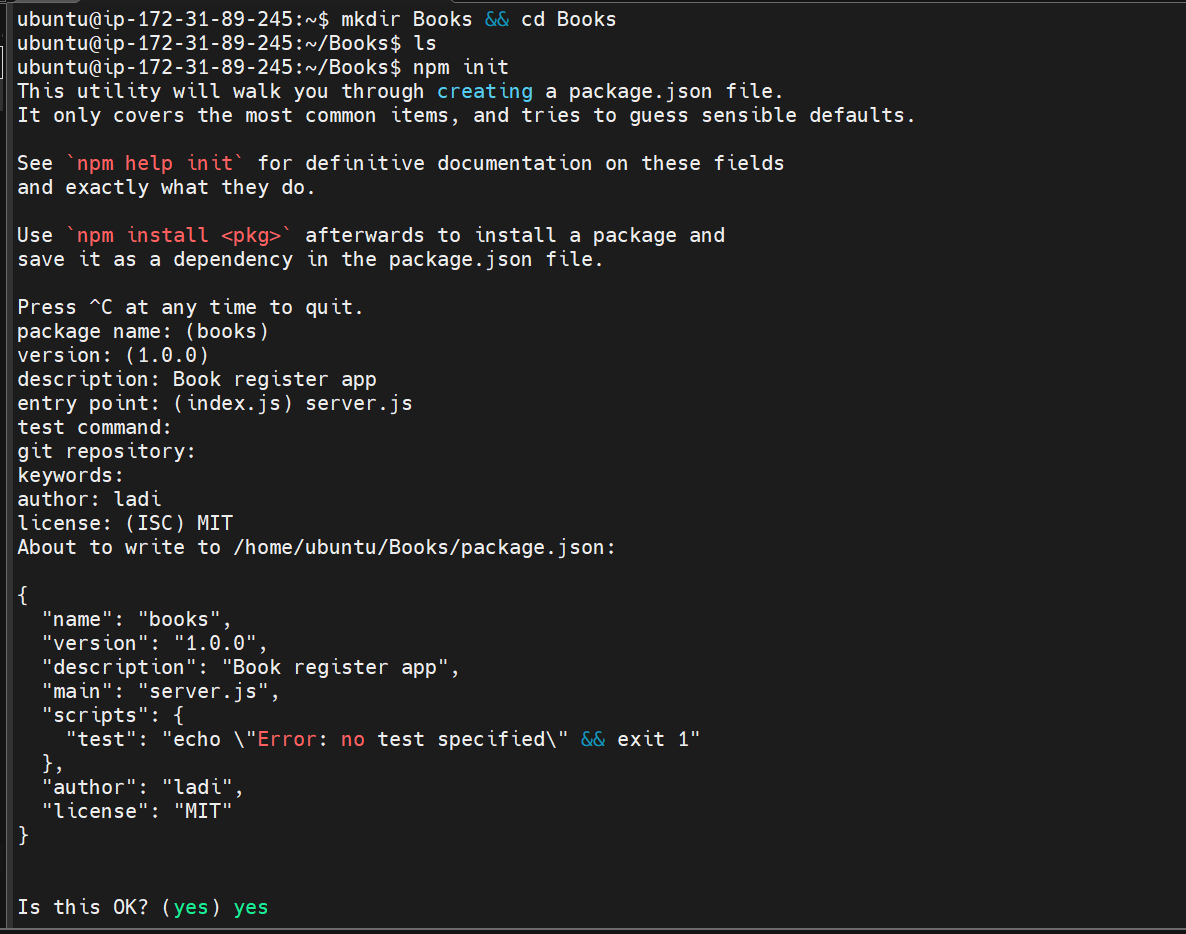 ubuntu@ip-172-31-89-245:~$ mkdir Books && cd Books
ubuntu@ip-172-31-89-245:~/Books$ ls
ubuntu@ip-172-31-89-245:~/Books$ npm init
This utility will walk you through creating a package.json file.
It only covers the most common items, and tries to guess sensible defaults.

See `npm help init` for definitive documentation on these fields
and exactly what they do.

Use `npm install <pkg>` afterwards to install a package and
save it as a dependency in the package.json file.

Press ^C at any time to quit.
package name: (books)
version: (1.0.0)
description: Book register app
entry point: (index.js) server.js
test command:
git repository:
keywords:
author: ladi
license: (ISC) MIT
About to write to /home/ubuntu/Books/package.json:

{
  "name": "books",
  "version": "1.0.0",
  "description": "Book register app",
  "main": "server.js",
  "scripts": {
    "test": "echo \"Error: no test specified\" && exit 1"
  },
  "author": "ladi",
  "license": "MIT"
}

Is this OK? (yes) yes